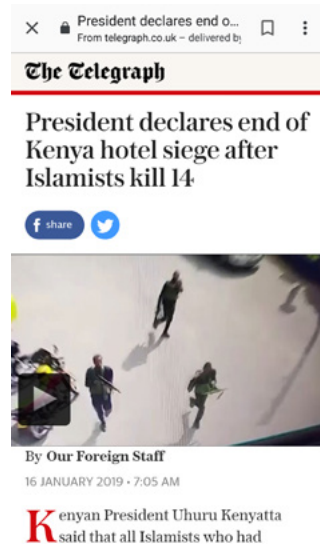 President declares end o...
From telegraph.co.uk – delivered by
The Telegraph
President declares end of
Kenya hotel siege after
Islamists kill 14
f share
By Our Foreign Staff
16 JANUARY 2019 • 7:05 AM
Kenyan President Uhuru Kenyatta
said that all Islamists who had